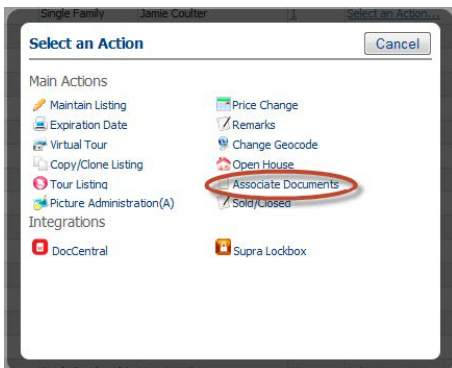 Single Family Jamie Coulter 1 Select an Action...
Select an Action Cancel
Main Actions
Maintain Listing Price Change
Expiration Date Remarks
Virtual Tour Change Geocode
Copy/Clone Listing Open House
Tour Listing Associate Documents
Picture Administration(A) Sold/Closed
Integrations
DocCentral Supra Lockbox